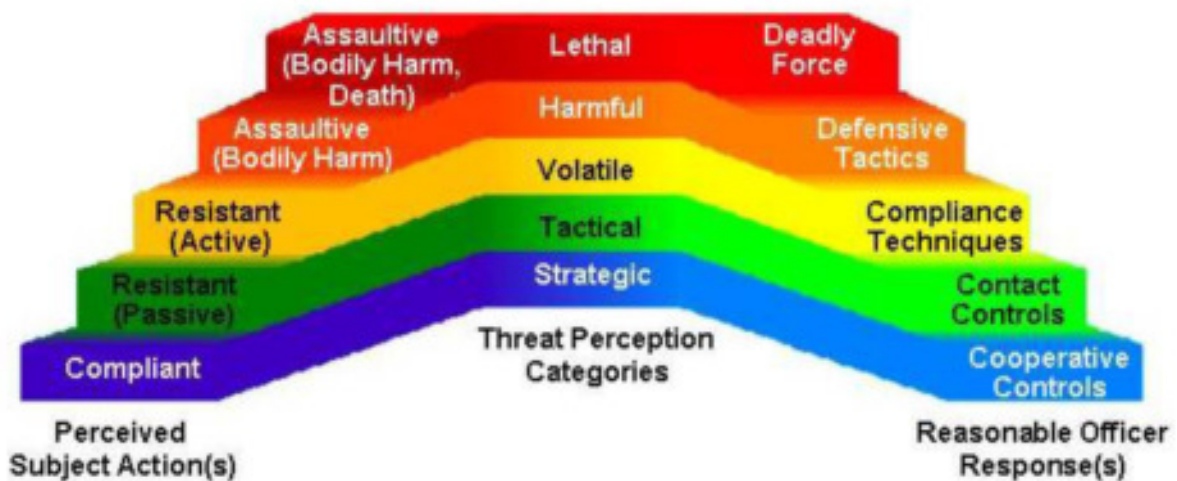 Assaultive
(Bodily Harm,
Death)
Lethal
Deadly
Force
Assaultive
(Bodily Harm)
Harmful
Defensive
Tactics
Resistant
(Active)
Volatile
Compliance
Techniques
Resistant
(Passive)
Tactical
Contact
Controls
Compliant
Strategic
Cooperative
Controls
Perceived
Subject Action(s)
Threat Perception
Categories
Reasonable Officer
Response(s)